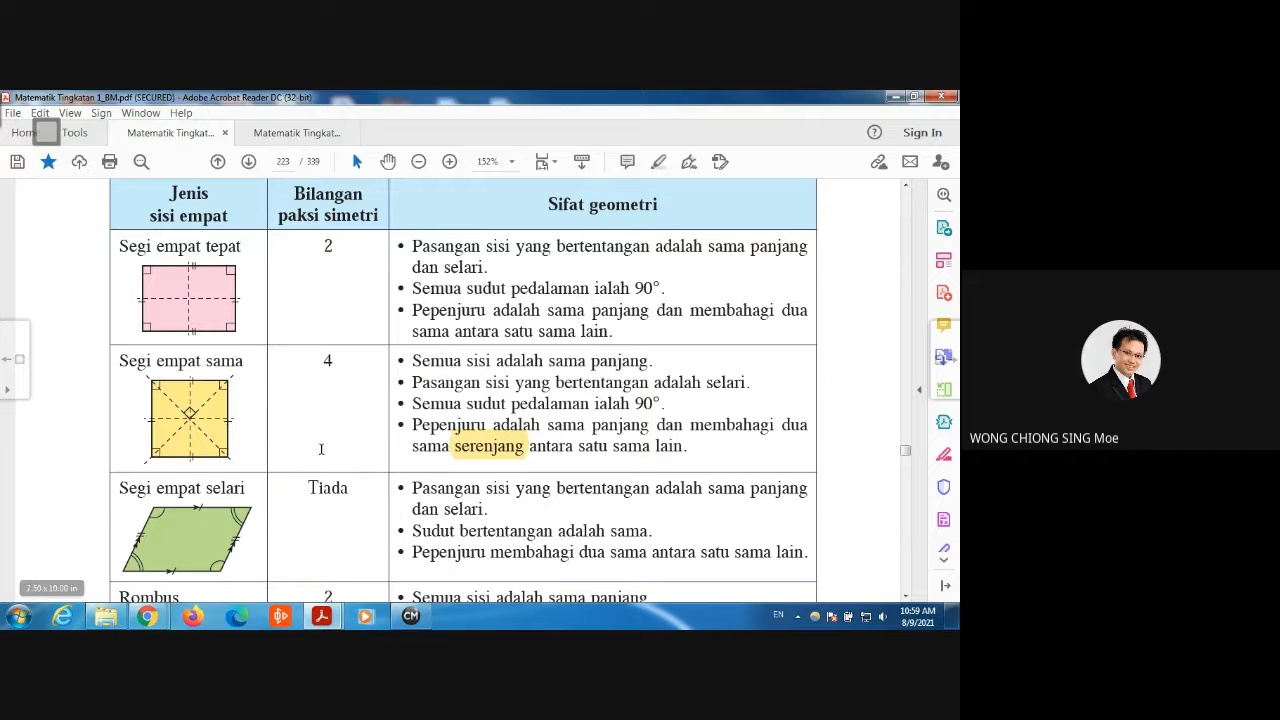 Matematik Tingkatan 1_BM.pdf (SECURED) - Adobe Acrobat Reader DC (32-bit)
File Edit View Sign Window Help
Tools
Matematik Tingkat... ×
Matematik Tingkat...
Sign In
223 / 339
152%
Jenis
sisi empat
Bilangan
paksi simetri
Sifat geometri
Segi empat tepat
2
• Pasangan sisi yang bertentangan adalah sama panjang
dan selari.
• Semua sudut pedalaman ialah 90°.
• Pepenjuru adalah sama panjang dan membahagi dua
sama antara satu sama lain.
Segi empat sama
4
• Semua sisi adalah sama panjang.
• Pasangan sisi yang bertentangan adalah selari.
• Semua sudut pedalaman ialah 90°.
• Pepenjuru adalah sama panjang dan membahagi dua
sama serenjang antara satu sama lain.
Segi empat selari
Tiada
• Pasangan sisi yang bertentangan adalah sama panjang
dan selari.
• Sudut bertentangan adalah sama.
• Pepenjuru membahagi dua sama antara satu sama lain.
Rombus
2
• Semua sisi adalah sama panjang
7.50 x 10.00 in
CM
EN
10:59 AM
8/9/2021
WONG CHIONG SING Moe